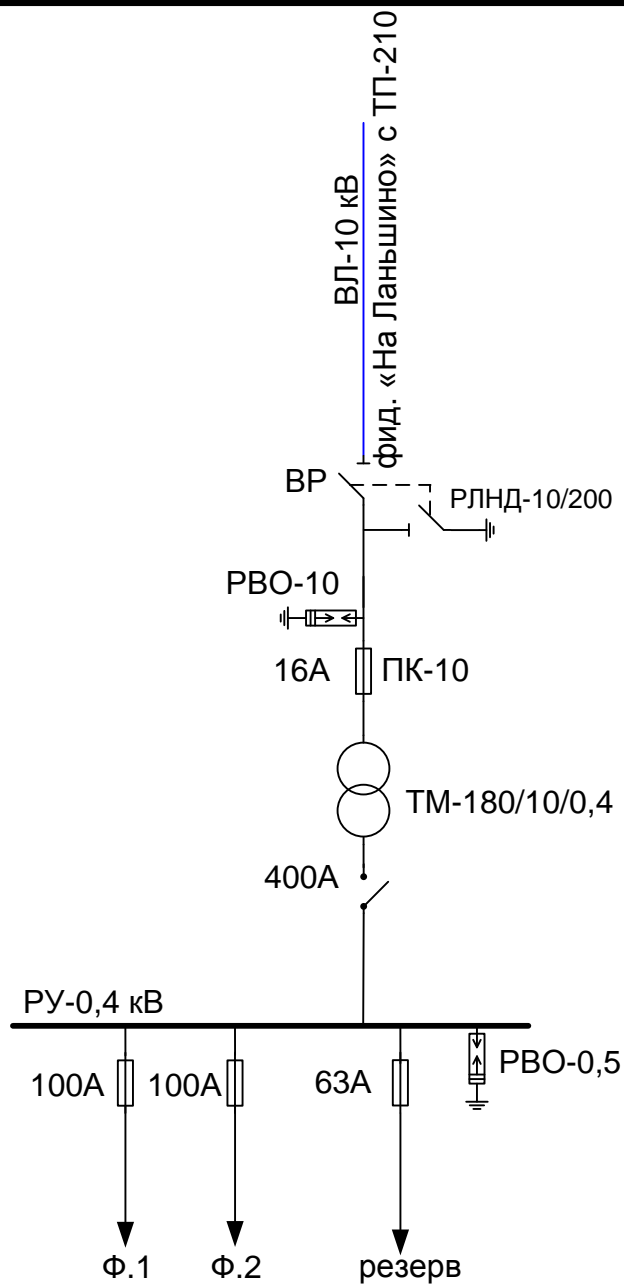 ВЛ-10 кВ
фид. «На Ланьшино» с ТП-210
ВР
РЛНД-10/200
РВО-10
16А
ПК-10
ТМ-180/10/0,4
400А
РУ-0,4 кВ
100А
100А
63А
РВО-0,5
Ф.1
Ф.2
резерв